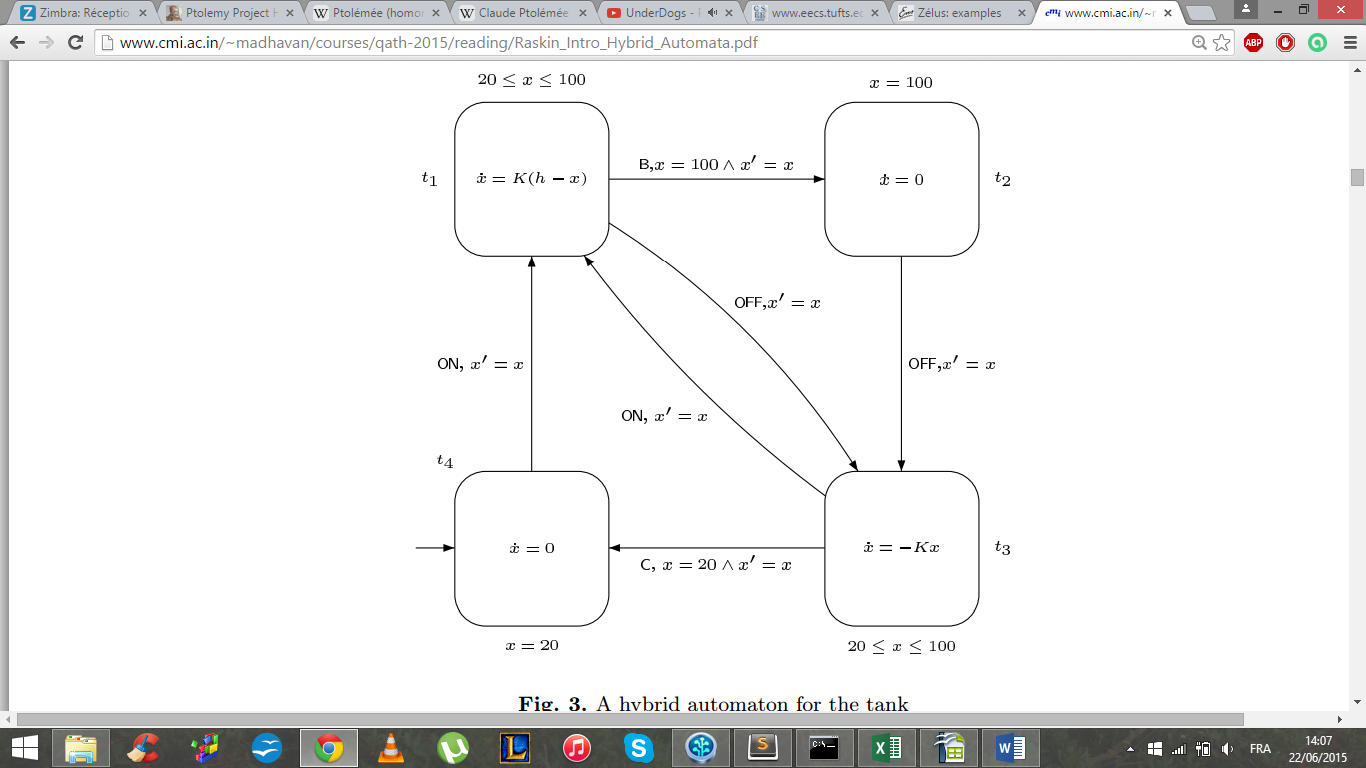 Zimbra: Réceptio
Ptolemy Project H
Ptolémée (homor
Claude Ptolémée
UnderDogs - 
www.eecs.tufts.ec
Zélus: examples
cmi www.cmi.ac.in/~r
www.cmi.ac.in/~madhavan/courses/qath-2015/reading/Raskin_Intro_Hybrid_Automata.pdf
ABP
20 ≤ x ≤ 100
x = 100
t1
ẋ = K(h − x)
B,x = 100 ∧ x′ = x
ẋ = 0
t2
OFF,x′ = x
ON, x′ = x
OFF,x′ = x
ON, x′ = x
t4
ẋ = 0
C, x = 20 ∧ x′ = x
ẋ = −Kx
t3
x = 20
20 ≤ x ≤ 100
Fig. 3. A hybrid automaton for the tank
FRA
14:07
22/06/2015